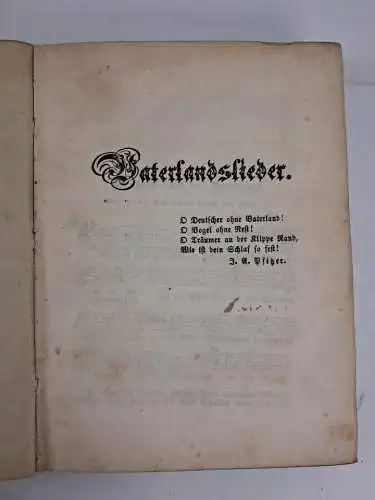 Vaterlandslieder.
O Deutscher ohne Vaterland!
O Vogel ohne Nest!
O Träumer an der Klippe Rand,
Wie ist dein Schlaf so fest!
J. A. Pfizer.